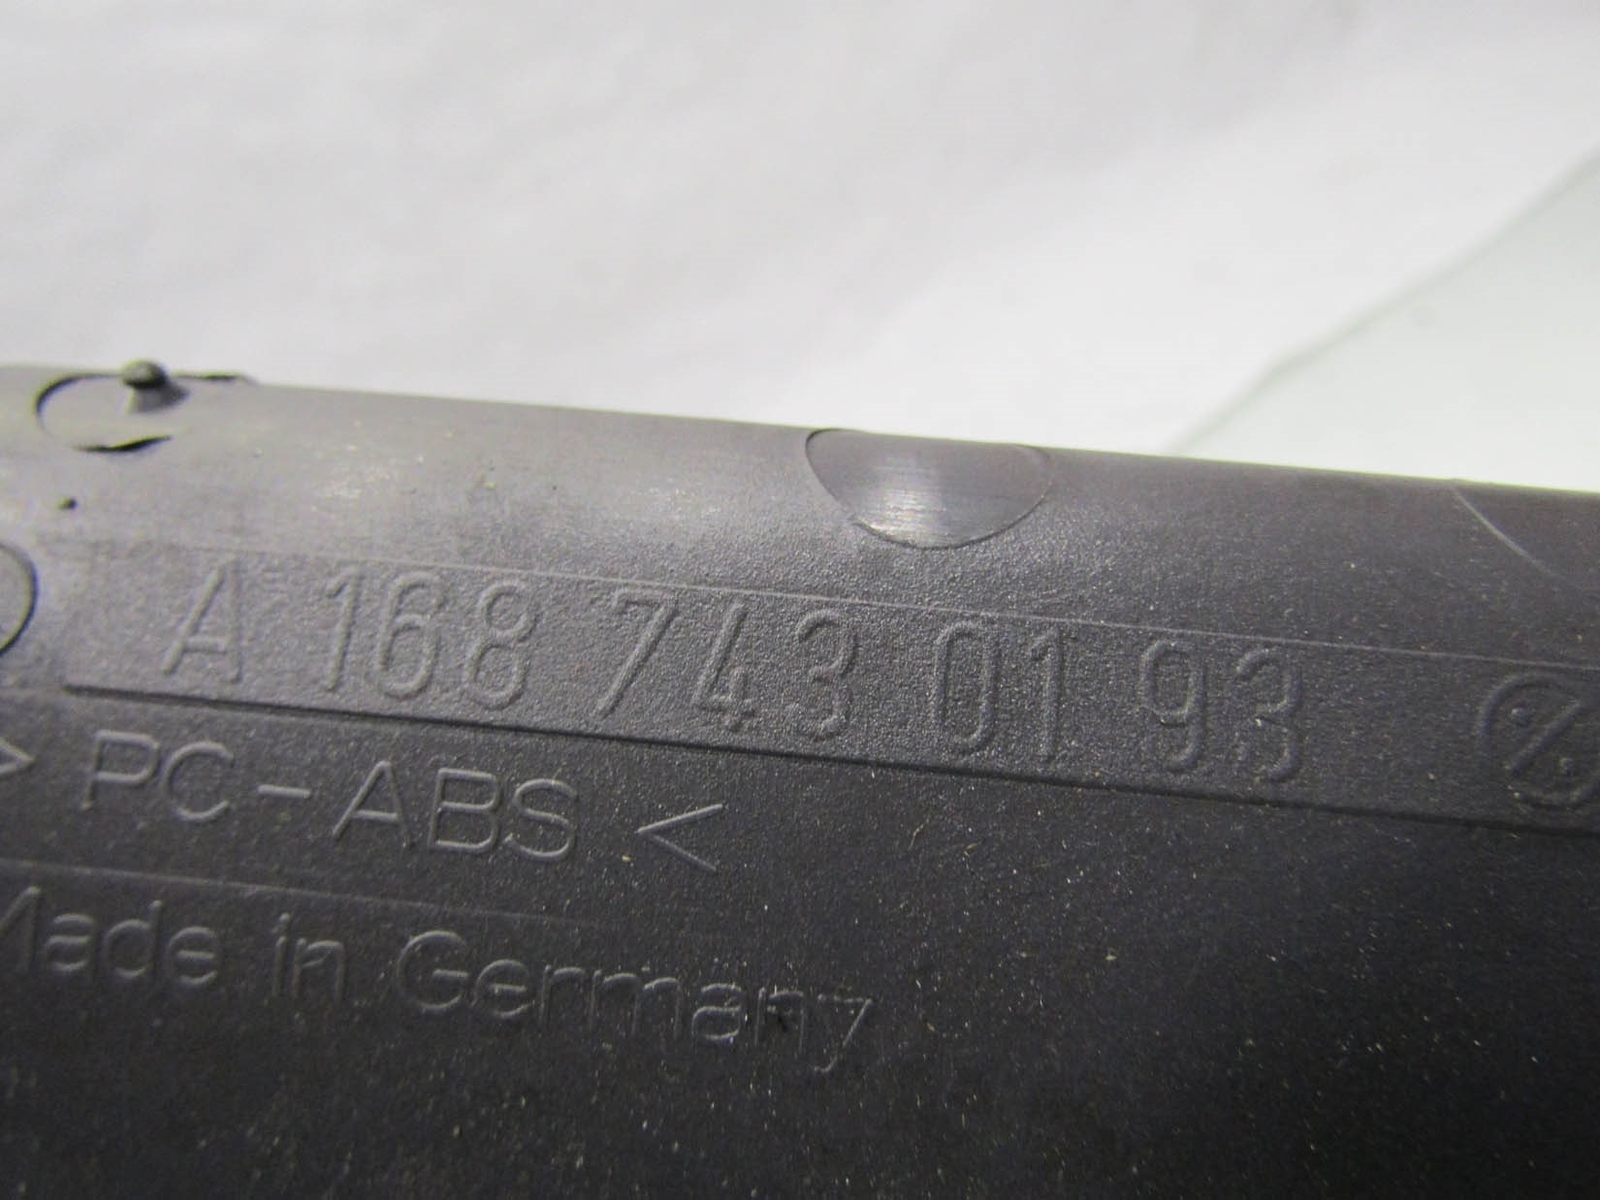 A 168 743 01 93
> PC-ABS <
Made in Germany